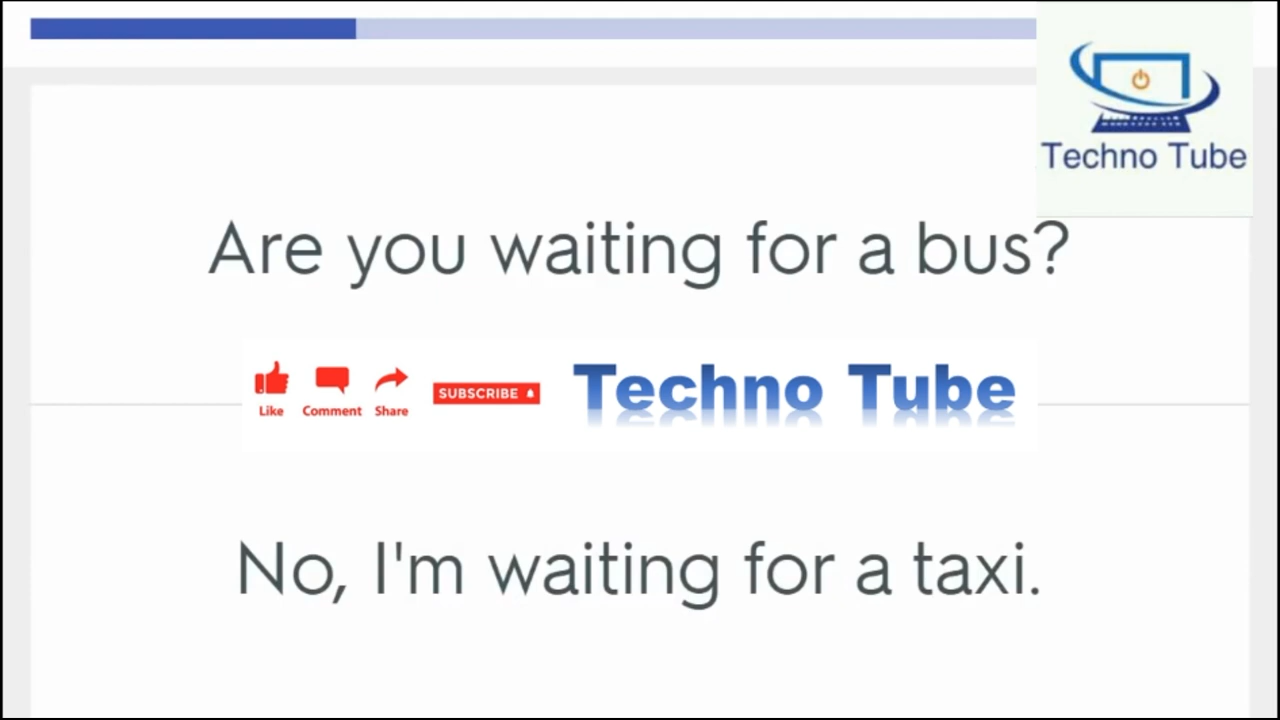 Techno Tube
Are you waiting for a bus?
Like Comment Share SUBSCRIBE Techno Tube
No, I'm waiting for a taxi.